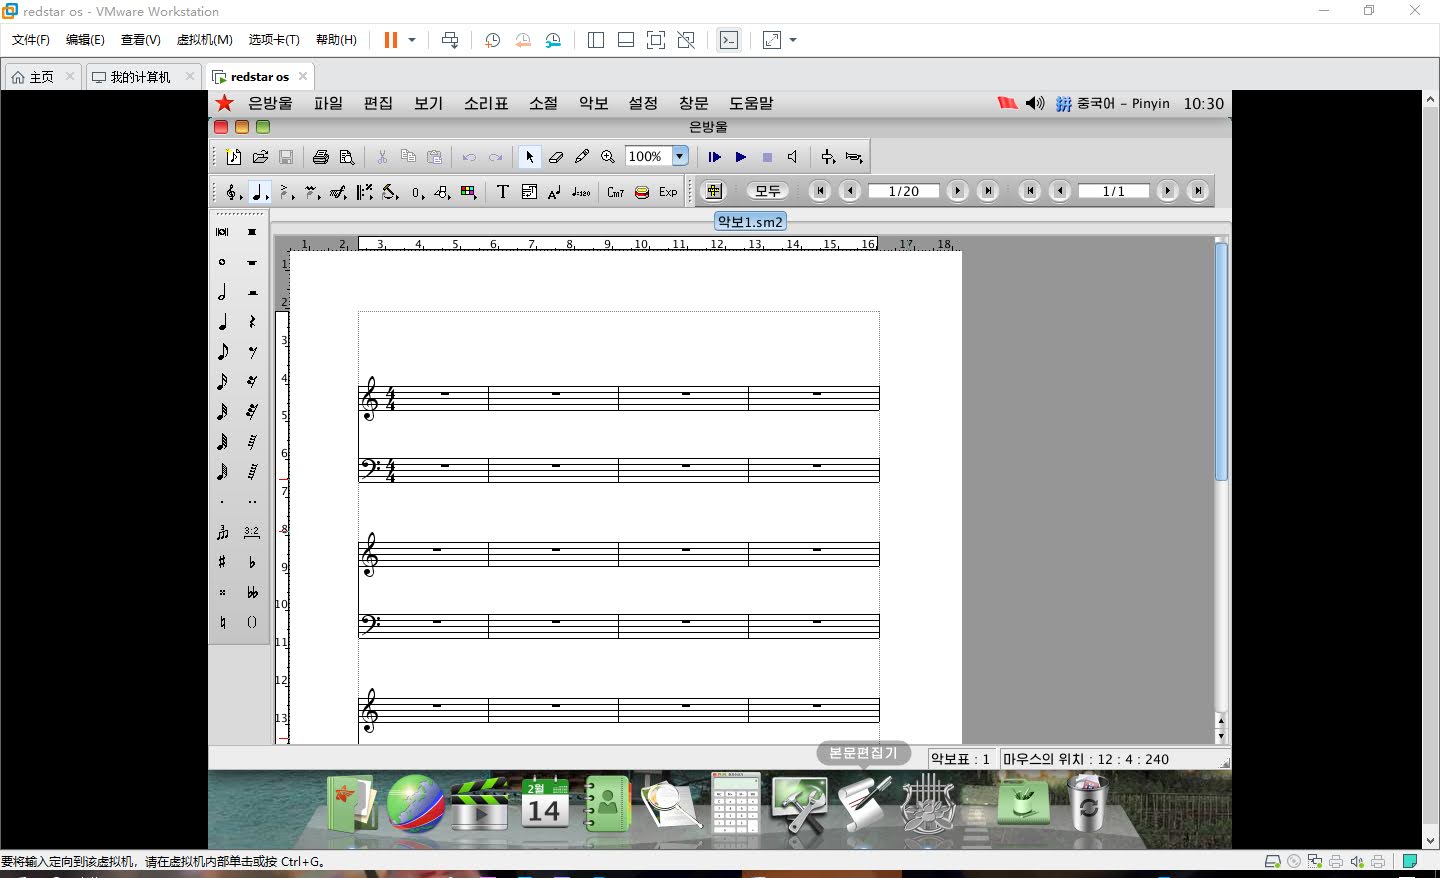 redstar os - VMware Workstation
文件(F) 编辑(E) 查看(V) 虚拟机(M) 选项卡(T) 帮助(H)
主页 我的计算机 redstar os
은방울 파일 편집 보기 소리표 소절 악보 설정 창문 도움말 拼 중국어 - Pinyin 10:30
은방울
100%
T Cm7 Exp 모두 1/20 1/1
악보1.sm2
1 2 3 4 5 6 7 8 9 10 11 12 13 14 15 16 17 18
1
2
3
4
5
6
7
8
9
10
11
12
13
3
3:2
본문편집기
악보표 : 1 마우스의 위치 : 12 : 4 : 240
2월
14
要将输入定向到该虚拟机，请在虚拟机内部单击或按 Ctrl+G。